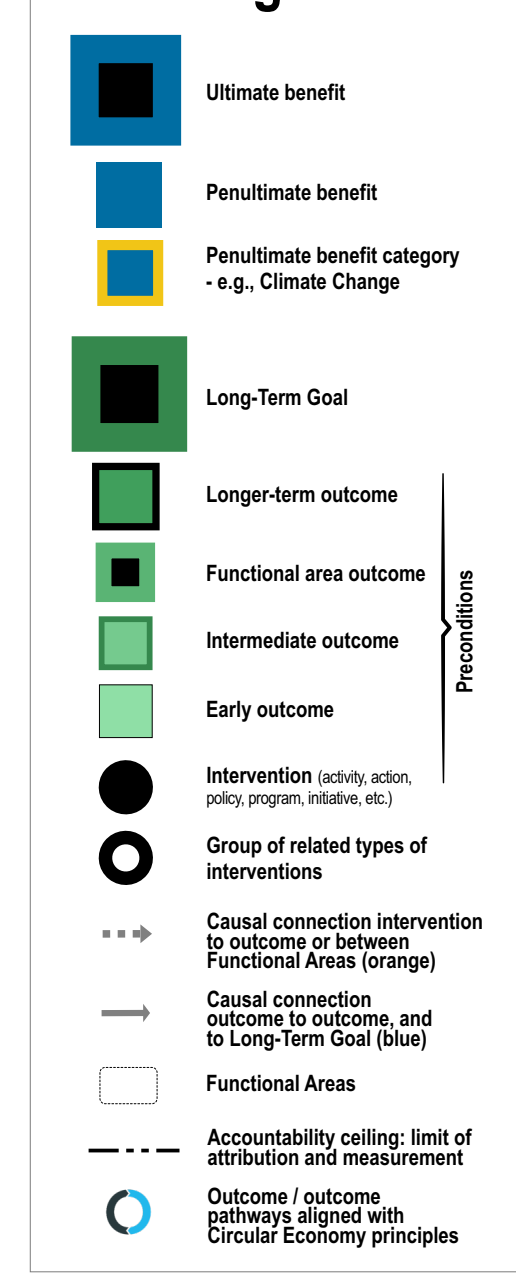 g
Ultimate benefit
Penultimate benefit
Penultimate benefit category
- e.g., Climate Change
Long-Term Goal
Longer-term outcome
Functional area outcome
Intermediate outcome
Early outcome
Preconditions
Intervention (activity, action,
policy, program, initiative, etc.)
Group of related types of
interventions
Causal connection intervention
to outcome or between
Functional Areas (orange)
Causal connection
outcome to outcome, and
to Long-Term Goal (blue)
Functional Areas
Accountability ceiling: limit of
attribution and measurement
Outcome / outcome
pathways aligned with
Circular Economy principles